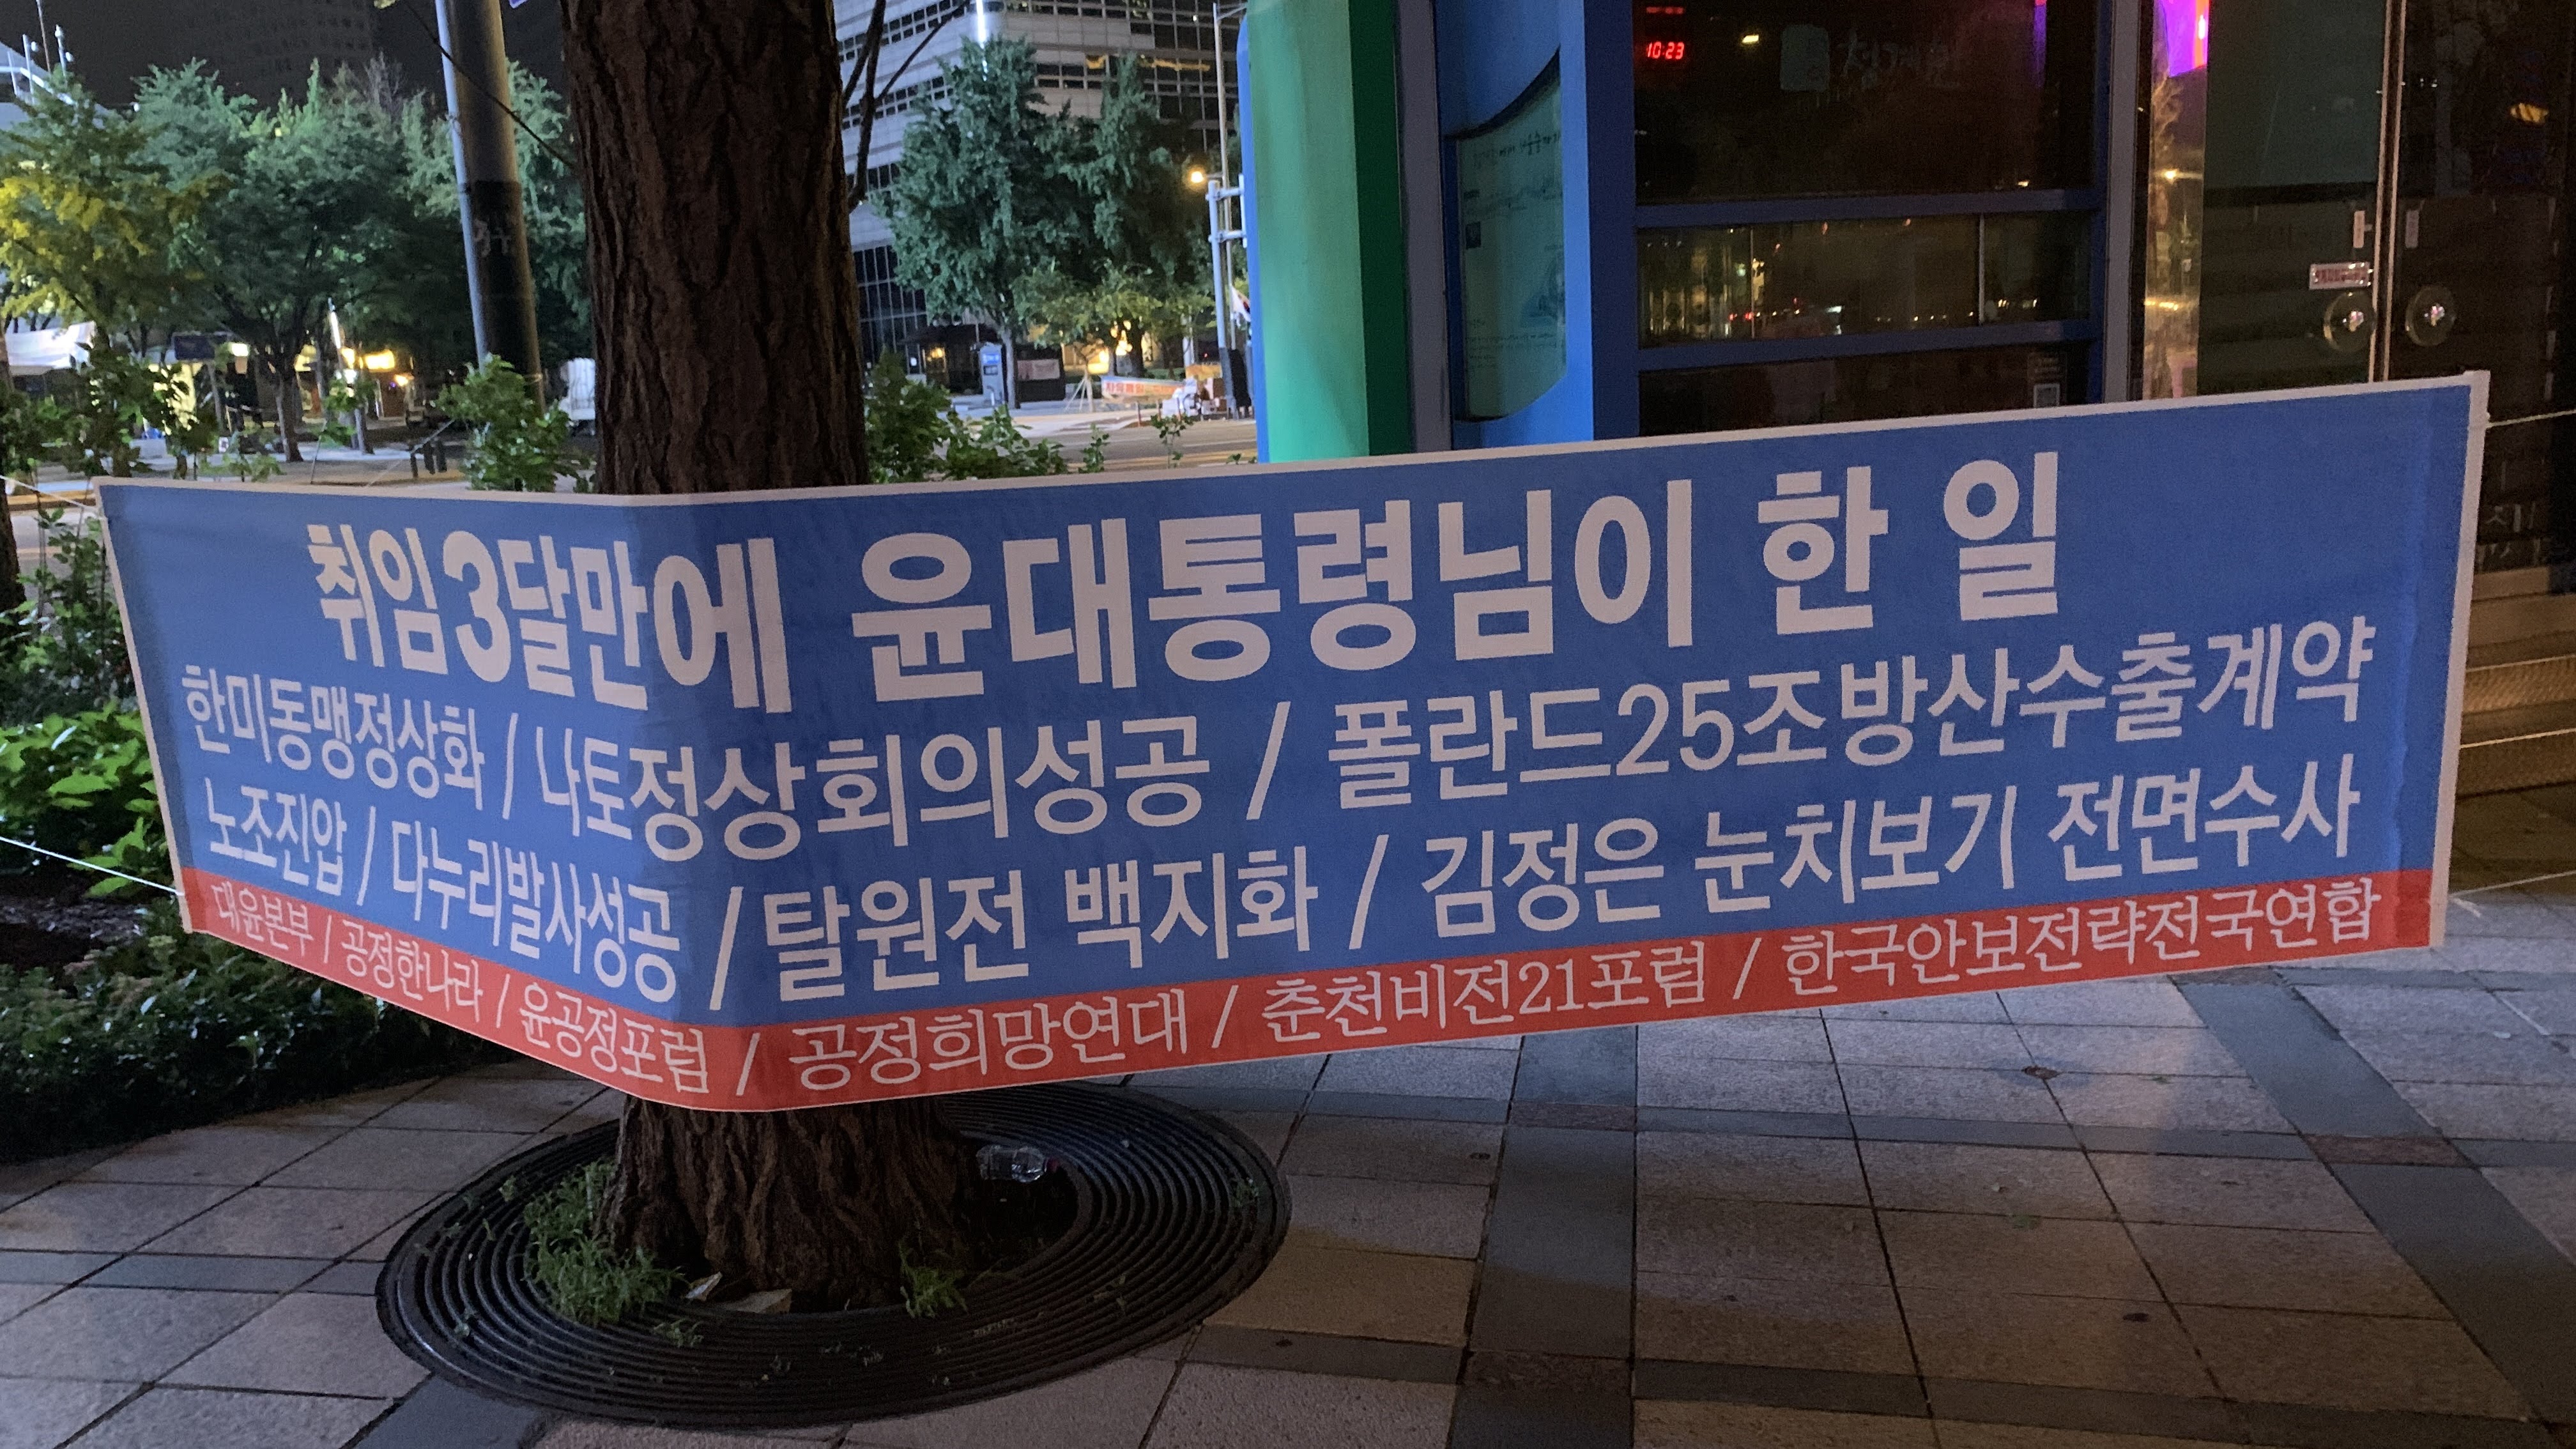 10:23
취임3달만에 윤대통령님이 한 일
한미동맹정상화 / 나토정상회의성공 / 폴란드25조방산수출계약
노조진압 / 다누리발사성공 / 탈원전 백지화 / 김정은 눈치보기 전면수사
대윤본부 / 공정한나라 / 윤공정포럼 / 공정희망연대 / 춘천비전21포럼 / 한국안보전략전국연합